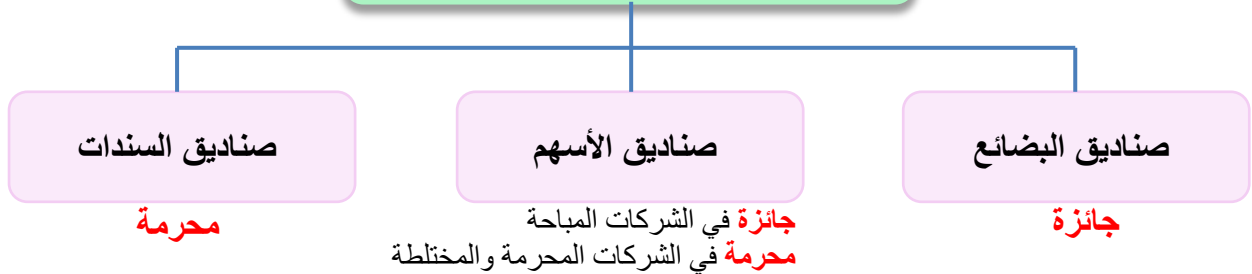 صناديق البضائع
صناديق الأسهم
صناديق السندات
جائزة
جائزة في الشركات المباحة
محرمة في الشركات المحرمة والمختلطة
محرمة